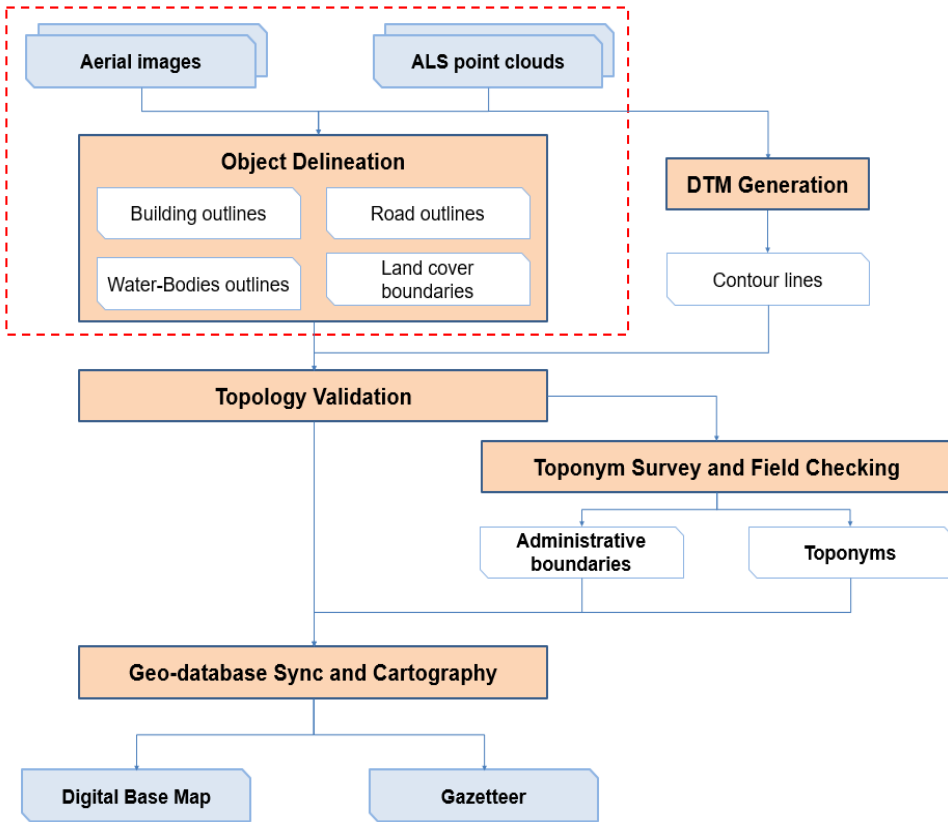 Aerial images
ALS point clouds
Object Delineation
Building outlines
Road outlines
Water-Bodies outlines
Land cover
boundaries
DTM Generation
Contour lines
Topology Validation
Toponym Survey and Field Checking
Administrative
boundaries
Toponyms
Geo-database Sync and Cartography
Digital Base Map
Gazetteer